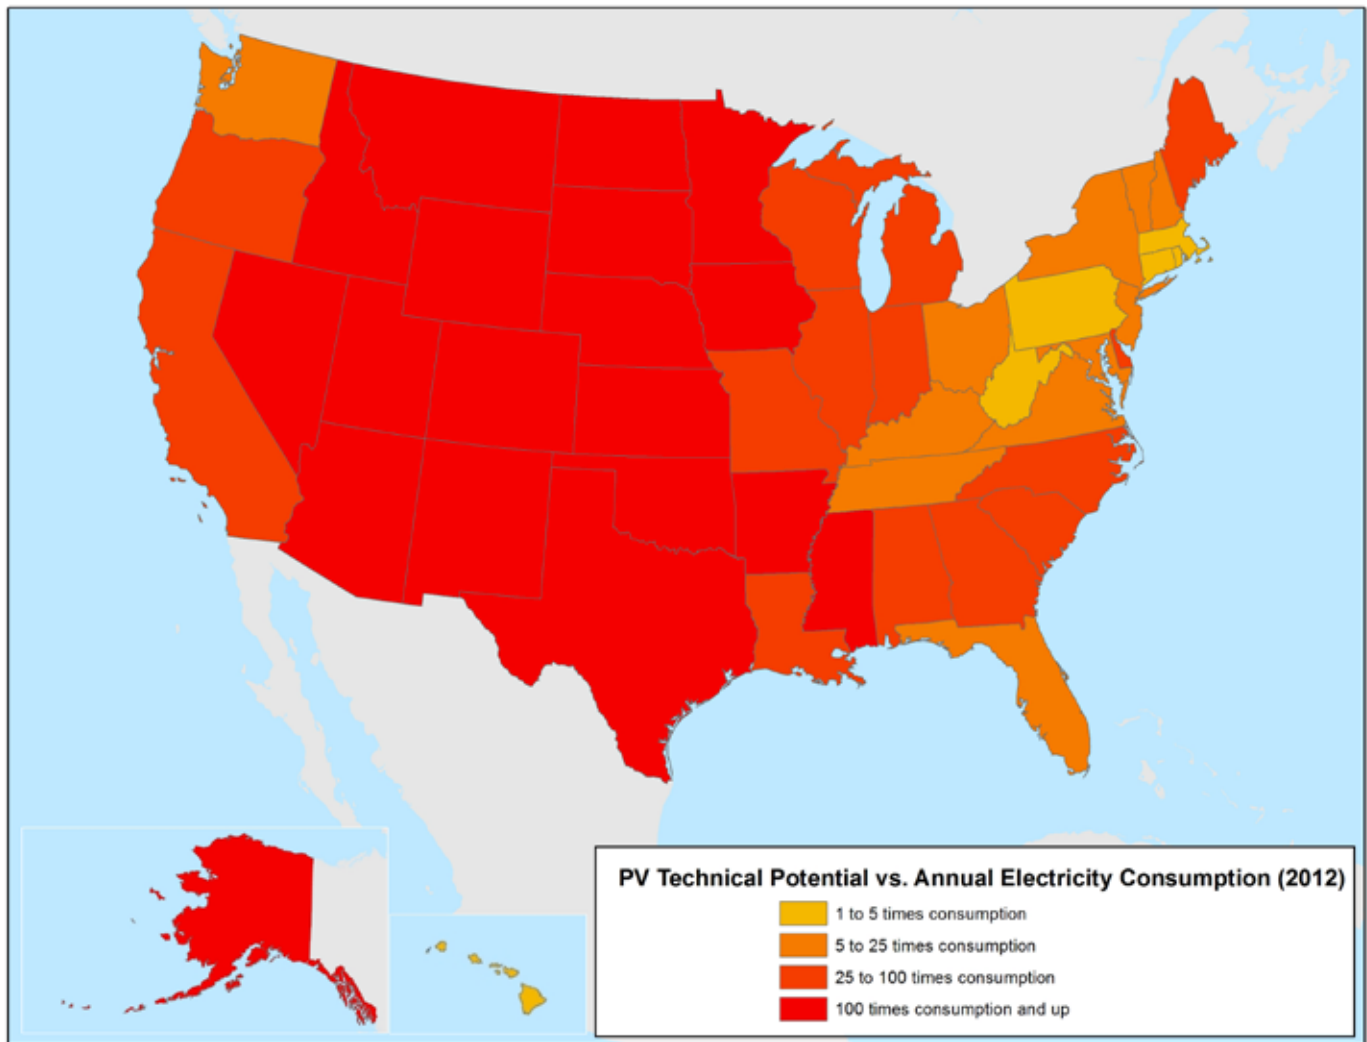 PV Technical Potential vs. Annual Electricity Consumption (2012)
1 to 5 times consumption
5 to 25 times consumption
25 to 100 times consumption
100 times consumption and up